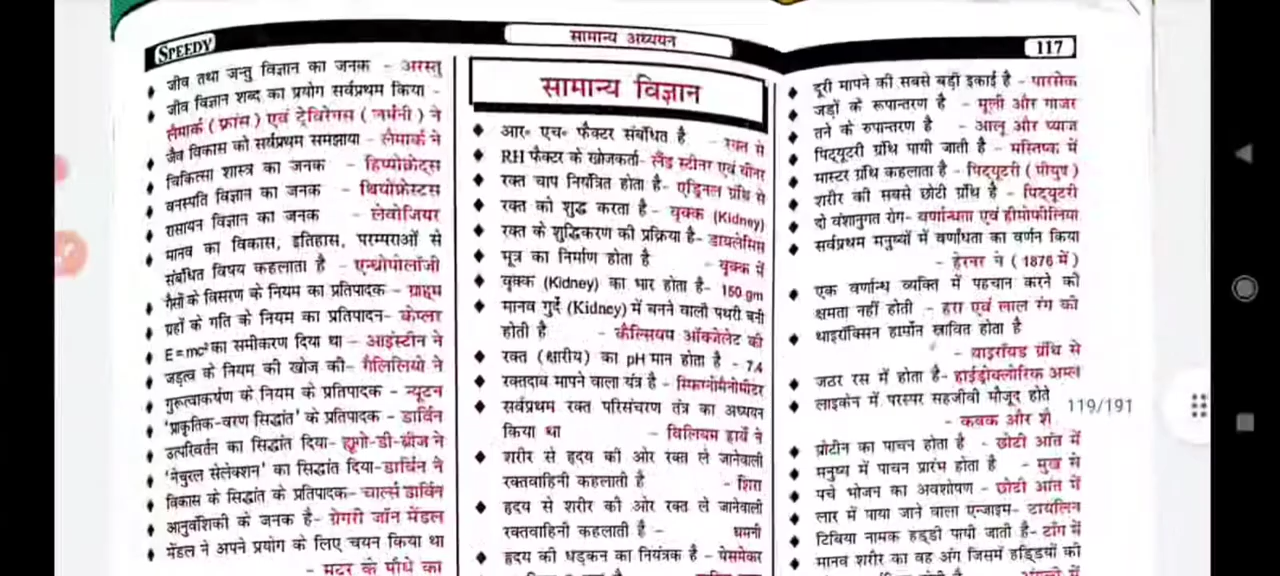 SPEEDY
सामान्य अध्ययन
117
जीव तथा जन्तु विज्ञान का जनक - अरस्तु
जीव विज्ञान शब्द का प्रयोग सर्वप्रथम किया -
लैमार्क (फ्रांस) एवं ट्रेविरेनस (जर्मनी) ने
जैव विकास को सर्वप्रथम समझाया - लैमार्क ने
चिकित्सा शास्त्र का जनक - हिप्पोक्रेट्स
वनस्पति विज्ञान का जनक - थियोफ्रेस्टस
रासायन विज्ञान का जनक - लेवोजियर
मानव का विकास, इतिहास, परम्पराओं से
संबंधित विषय कहलाता है - एन्थ्रोपोलॉजी
गैसों के विसरण के नियम का प्रतिपादक - ग्राहम
ग्रहों के गति के नियम का प्रतिपादन- केप्लर
E=mc² का समीकरण दिया था - आइंस्टीन ने
जड़त्व के नियम की खोज की- गैलिलियो ने
गुरूत्वाकर्षण के नियम के प्रतिपादक - न्यूटन
'प्राकृतिक-वरण सिद्धांत' के प्रतिपादक - डार्विन
उत्परिवर्तन का सिद्धांत दिया- ह्यूगो-डी-ब्रीज ने
'नेचुरल सेलेक्शन' का सिद्धांत दिया-डार्विन ने
विकास के सिद्धांत के प्रतिपादक- चार्ल्स डार्विन
आनुवंशिकी के जनक है- ग्रेगरी जॉन मेंडल
मेंडल ने अपने प्रयोग के लिए चयन किया था
- मटर के पौधे का
सामान्य विज्ञान
आर॰ एच॰ फैक्टर संबंधित है - रक्त से
RH फैक्टर के खोजकर्ता- लैंड स्टीनर एवं वीनर
रक्त चाप नियंत्रित होता है- एड्रिनल ग्रंथि से
रक्त को शुद्ध करता है - वृक्क (Kidney)
रक्त के शुद्धिकरण की प्रक्रिया है- डायलेसिस
मूत्र का निर्माण होता है - वृक्क में
वृक्क (Kidney) का भार होता है- 150 gm
मानव गुर्दे (Kidney) में बनने वाली पथरी बनी
होती है - कैल्सियम ऑक्जेलेट की
रक्त (क्षारीय) का pH मान होता है - 7.4
रक्तदाब मापने वाला यंत्र है - स्फिग्नोमैनोमीटर
सर्वप्रथम रक्त परिसंचरण तंत्र का अध्ययन
किया था - विलियम हार्वे ने
शरीर से हृदय की ओर रक्त ले जानेवाली
रक्तवाहिनी कहलाती है - शिरा
हृदय से शरीर की ओर रक्त ले जानेवाली
रक्तवाहिनी कहलाती है - धमनी
हृदय की धड़कन का नियंत्रक है - पेसमेकर
दूरी मापने की सबसे बड़ी इकाई है - पारसेक
जड़ों के रूपान्तरण है - मूली और गाजर
तने के रुपान्तरण है - आलू और प्याज
पिट्यूटरी ग्रंथि पायी जाती है - मस्तिष्क में
मास्टर ग्रंथि कहलाता है - पिट्यूटरी (पीयुष)
शरीर की सबसे छोटी ग्रंथि है - पिट्यूटरी
दो वंशानुगत रोग- वर्णान्धता एवं हीमोफीलिया
सर्वप्रथम मनुष्यों में वर्णांधता का वर्णन किया
- हेरनर ने (1876 में)
एक वर्णान्ध व्यक्ति में पहचान करने की
क्षमता नहीं होती - हरा एवं लाल रंग की
थाइरॉक्सिन हार्मोन स्रावित होता है
- थाइरॉयड ग्रंथि से
जठर रस में होता है- हाईड्रोक्लोरिक अम्ल
लाइकेन में परस्पर सहजीवी मौजूद होते
- कवक और शै
119/191
प्रोटीन का पाचन होता है - छोटी आंत में
मनुष्य में पाचन प्रारंभ होता है - मुख से
पचे भोजन का अवशोषण - छोटी आंत में
लार में पाया जाने वाला एन्जाइम- टायलिन
टिबिया नामक हड्डी पायी जाती है- टाँग में
मानव शरीर का वह अंग जिसमें हड्डियों की